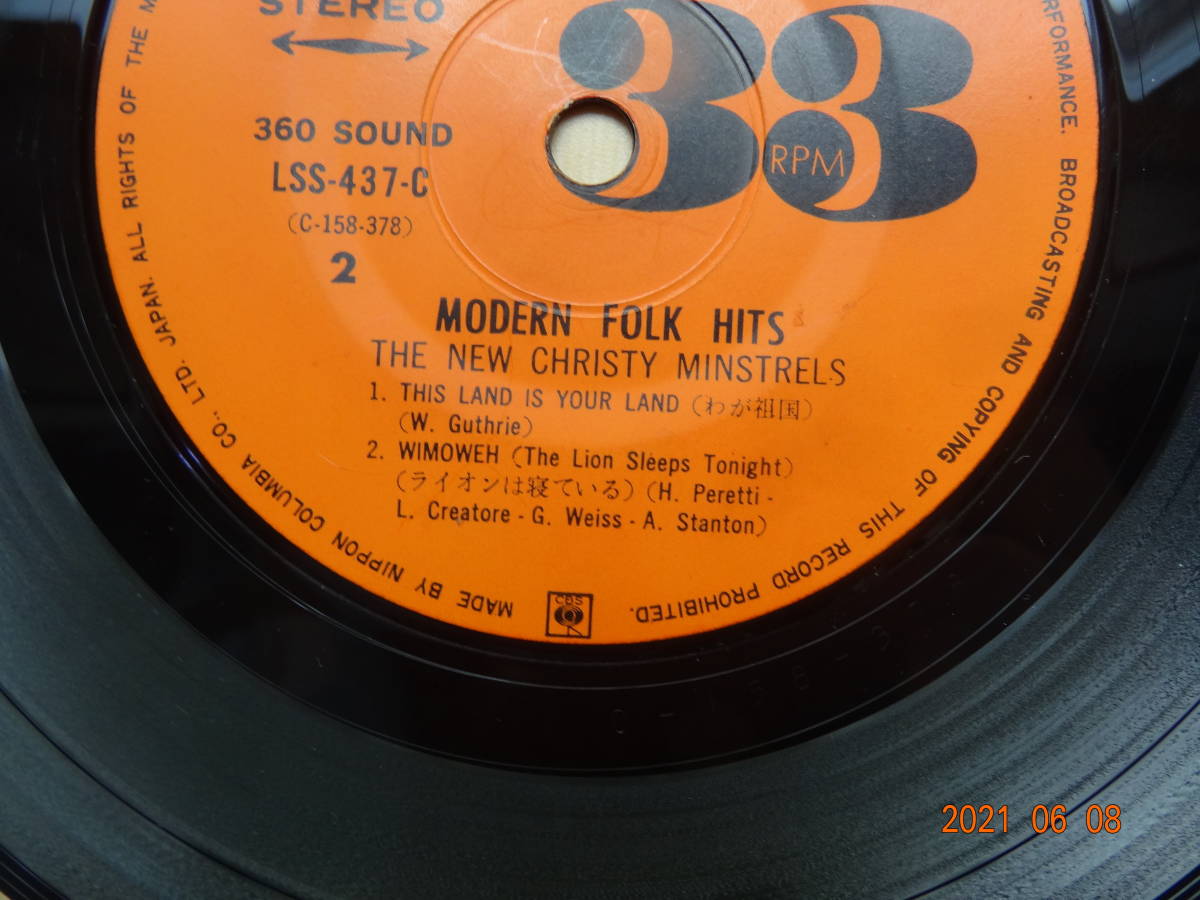 STEREO
33
RPM
360 SOUND
LSS-437-C
(C-158-378)
2
MODERN FOLK HITS
THE NEW CHRISTY MINSTRELS
1. THIS LAND IS YOUR LAND (わが祖国)
(W. Guthrie)
2. WIMOWEH (The Lion Sleeps Tonight)
(ライオンは寝ている) (H. Peretti -
L. Creatore - G. Weiss - A. Stanton)
MADE BY NIPPON COLUMBIA CO., LTD. JAPAN. ALL RIGHTS OF THE
PERFORMANCE. BROADCASTING AND COPYING OF THIS RECORD PROHIBITED.
CBS
2021 06 08